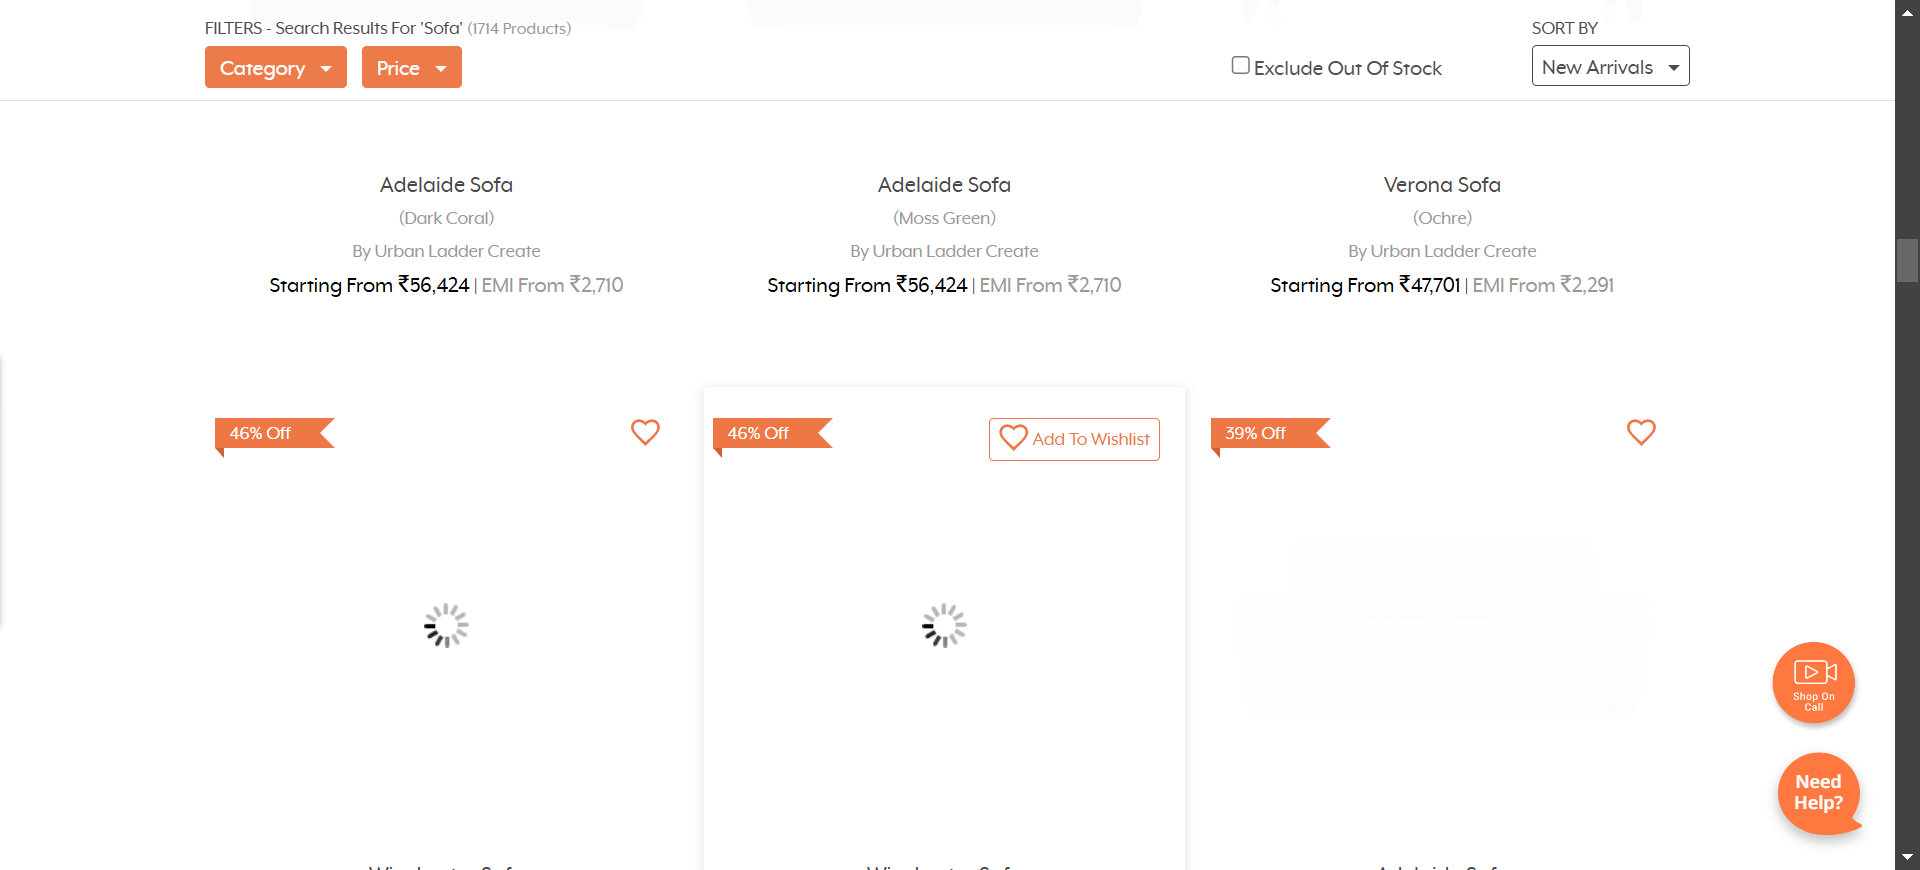 FILTERS - Search Results For 'Sofa' (1714 Products)
SORT BY
Category
Price
Exclude Out Of Stock
New Arrivals
Adelaide Sofa
(Dark Coral)
By Urban Ladder Create
Starting From ₹56,424 | EMI From ₹2,710
Adelaide Sofa
(Moss Green)
By Urban Ladder Create
Starting From ₹56,424 | EMI From ₹2,710
Verona Sofa
(Ochre)
By Urban Ladder Create
Starting From ₹47,701 | EMI From ₹2,291
46% Off
46% Off
Add To Wishlist
39% Off
Shop On
Call
Need
Help?